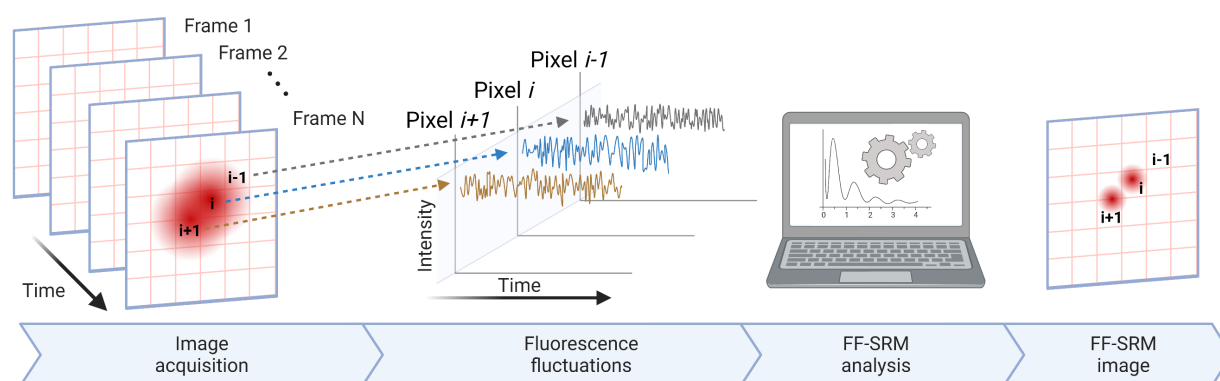 Frame 1
Frame 2
Frame N
i-1
i
i+1
Time
Pixel i-1
Pixel i
Pixel i+1
Intensity
Time
0 1 2 3 4
i-1
i
i+1
Image
acquisition
Fluorescence
fluctuations
FF-SRM
analysis
FF-SRM
image